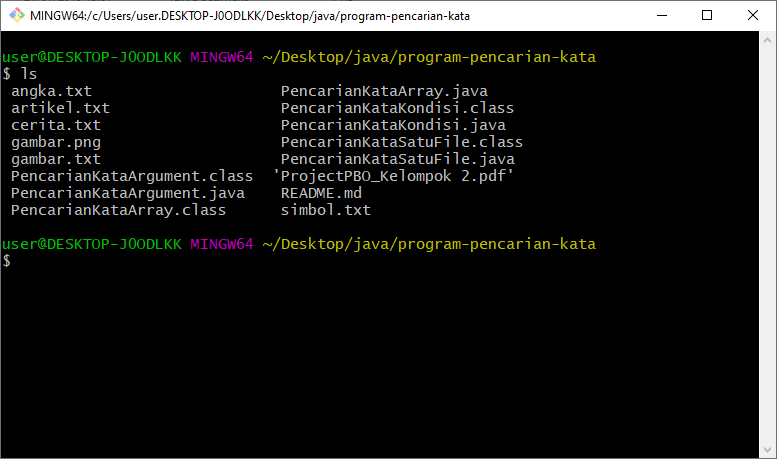 MINGW64:/c/Users/user.DESKTOP-J0ODLKK/Desktop/java/program-pencarian-kata
user@DESKTOP-J0ODLKK MINGW64 ~/Desktop/java/program-pencarian-kata
$ ls
angka.txt PencarianKataArray.java
artikel.txt PencarianKataKondisi.class
cerita.txt PencarianKataKondisi.java
gambar.png PencarianKataSatuFile.class
gambar.txt PencarianKataSatuFile.java
PencarianKataArgument.class 'ProjectPBO_Kelompok 2.pdf'
PencarianKataArgument.java README.md
PencarianKataArray.class simbol.txt
user@DESKTOP-J0ODLKK MINGW64 ~/Desktop/java/program-pencarian-kata
$